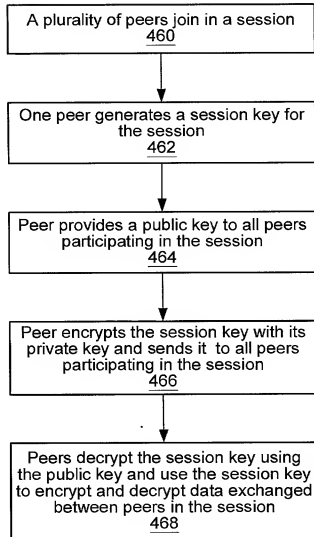 A plurality of peers join in a session
460
One peer generates a session key for
the session
462
Peer provides a public key to all peers
participating in the session
464
Peer encrypts the session key with its
private key and sends it to all peers
participating in the session
466
Peers decrypt the session key using
the public key and use the session key
to encrypt and decrypt data exchanged
between peers in the session
468